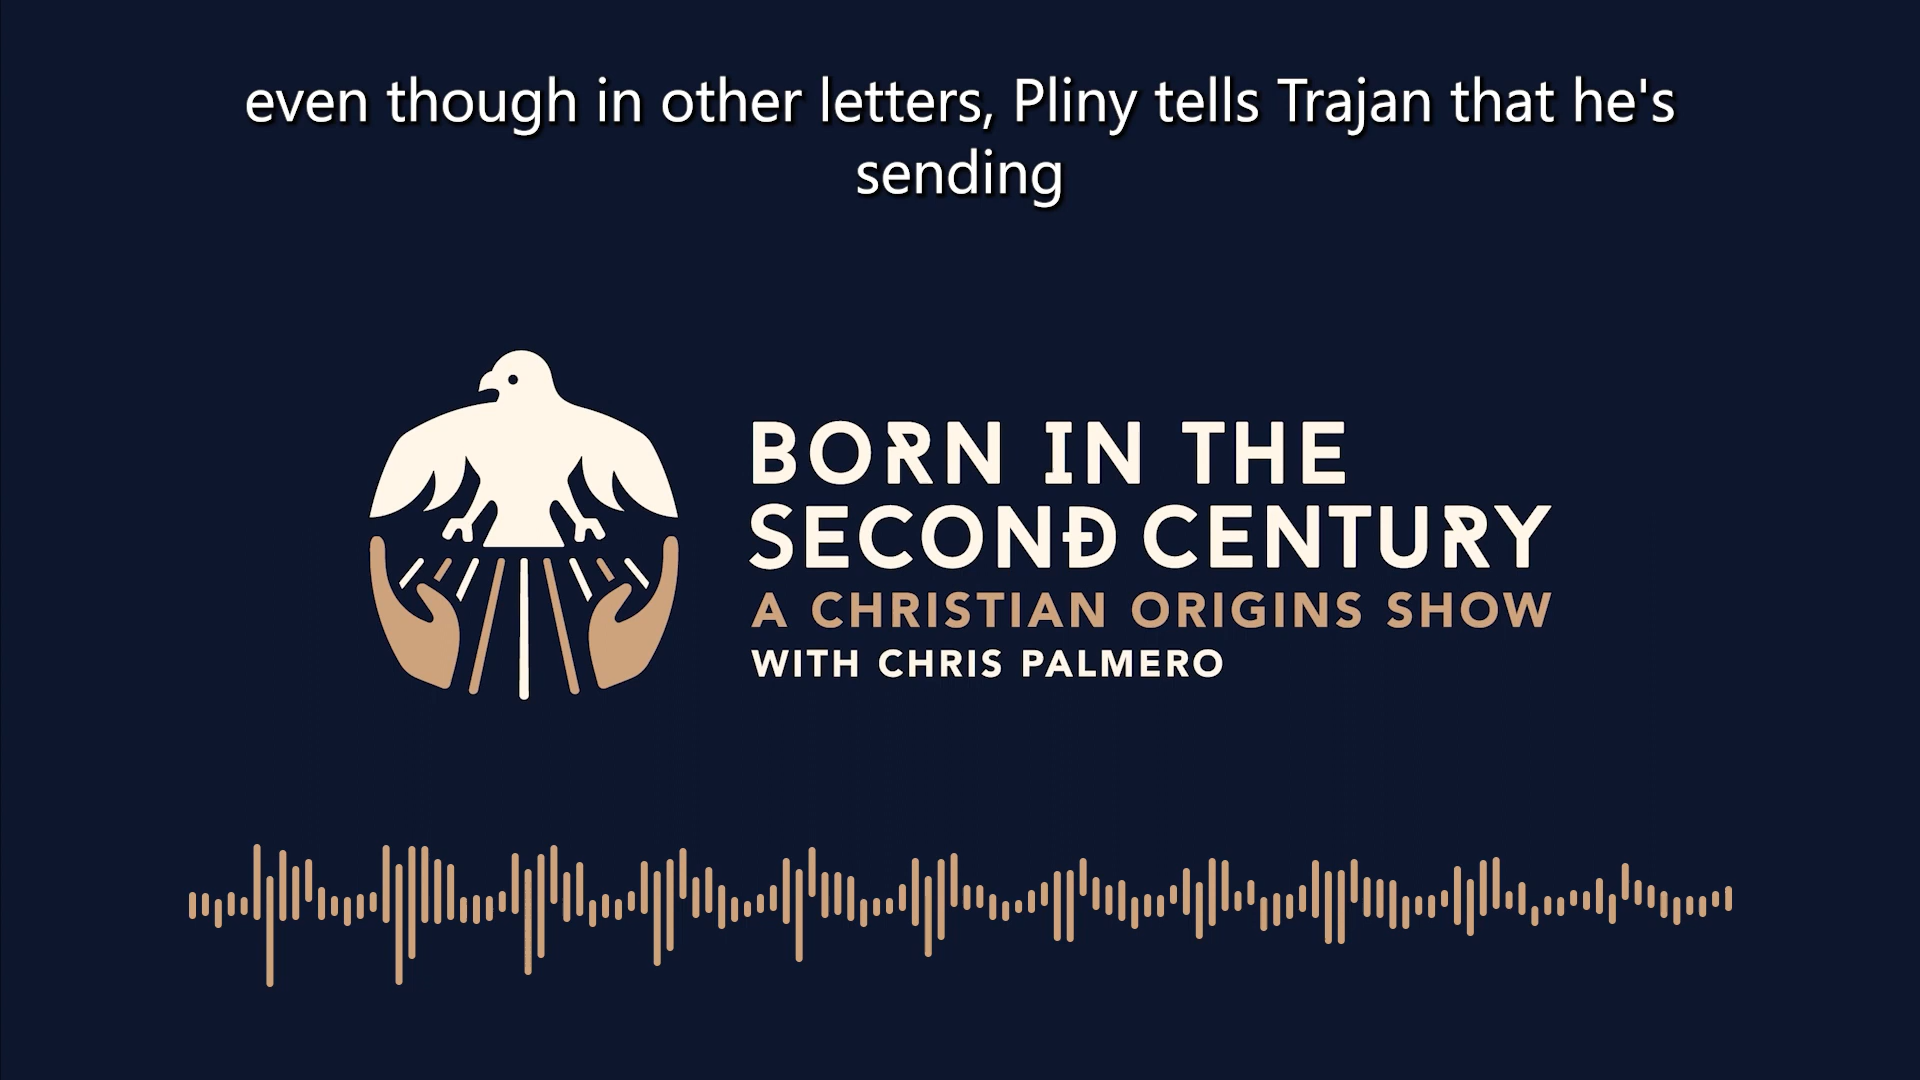 even though in other letters, Pliny tells Trajan that he's
sending
BORN IN THE
SECOND CENTURY
A CHRISTIAN ORIGINS SHOW
WITH CHRIS PALMERO